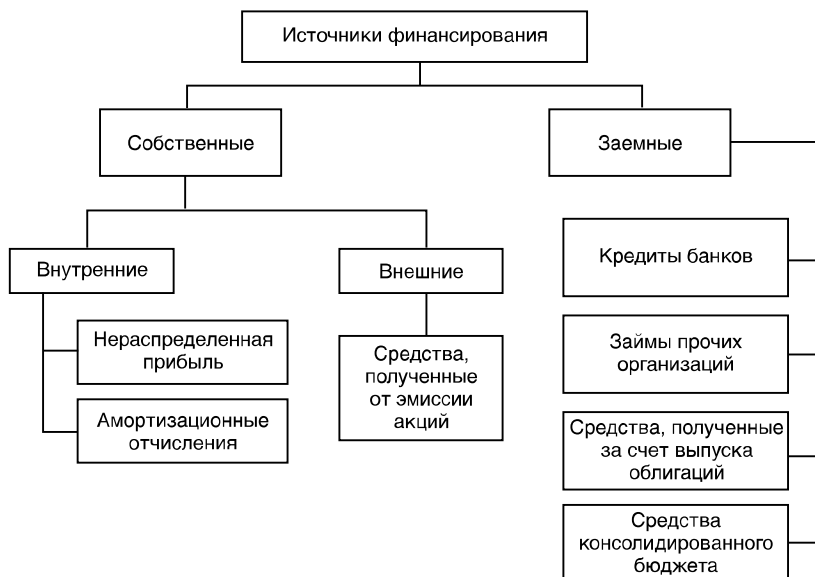 Источники финансирования
Собственные
Заемные
Внутренние
Внешние
Нераспределенная
прибыль
Амортизационные
отчисления
Средства,
полученные
от эмиссии
акций
Кредиты банков
Займы прочих
организаций
Средства, полученные
за счет выпуска
облигаций
Средства
консолидированного
бюджета